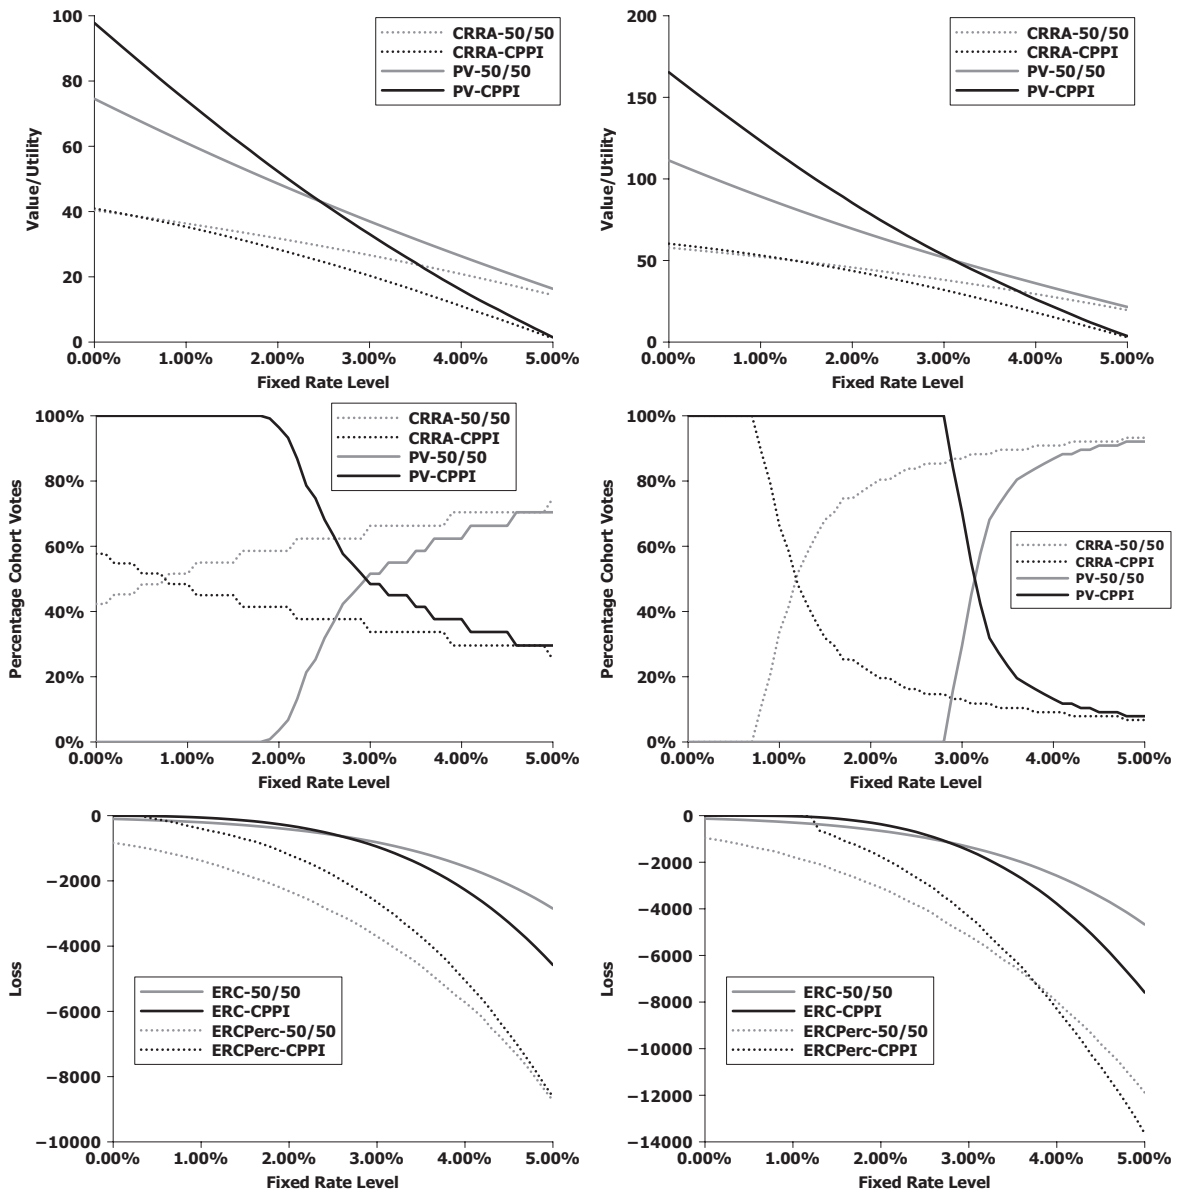 100
80
60
40
20
0
Value/Utility
CRRA-50/50
CRRA-CPPI
PV-50/50
PV-CPPI
0.00% 1.00% 2.00% 3.00% 4.00% 5.00%
Fixed Rate Level
200
150
100
50
0
Value/Utility
CRRA-50/50
CRRA-CPPI
PV-50/50
PV-CPPI
0.00% 1.00% 2.00% 3.00% 4.00% 5.00%
Fixed Rate Level
100%
80%
60%
40%
20%
0%
Percentage Cohort Votes
CRRA-50/50
CRRA-CPPI
PV-50/50
PV-CPPI
0.00% 1.00% 2.00% 3.00% 4.00% 5.00%
Fixed Rate Level
100%
80%
60%
40%
20%
0%
Percentage Cohort Votes
CRRA-50/50
CRRA-CPPI
PV-50/50
PV-CPPI
0.00% 1.00% 2.00% 3.00% 4.00% 5.00%
Fixed Rate Level
0
−2000
−4000
−6000
−8000
−10000
Loss
ERC-50/50
ERC-CPPI
ERCPerc-50/50
ERCPerc-CPPI
0.00% 1.00% 2.00% 3.00% 4.00% 5.00%
Fixed Rate Level
0
−2000
−4000
−6000
−8000
−10000
−12000
−14000
Loss
ERC-50/50
ERC-CPPI
ERCPerc-50/50
ERCPerc-CPPI
0.00% 1.00% 2.00% 3.00% 4.00% 5.00%
Fixed Rate Level